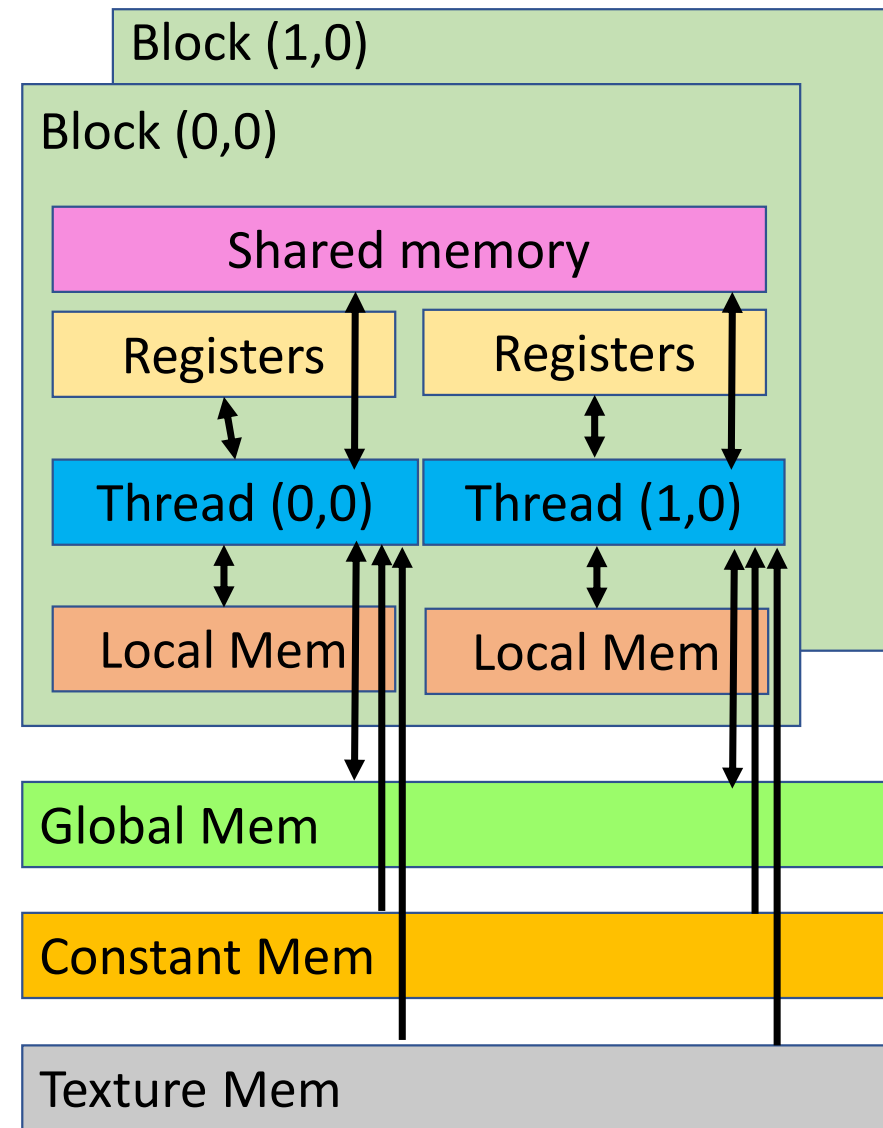 Block (1,0)
Block (0,0)
Shared memory
Registers
Registers
Thread (0,0)
Thread (1,0)
Local Mem
Local Mem
Global Mem
Constant Mem
Texture Mem